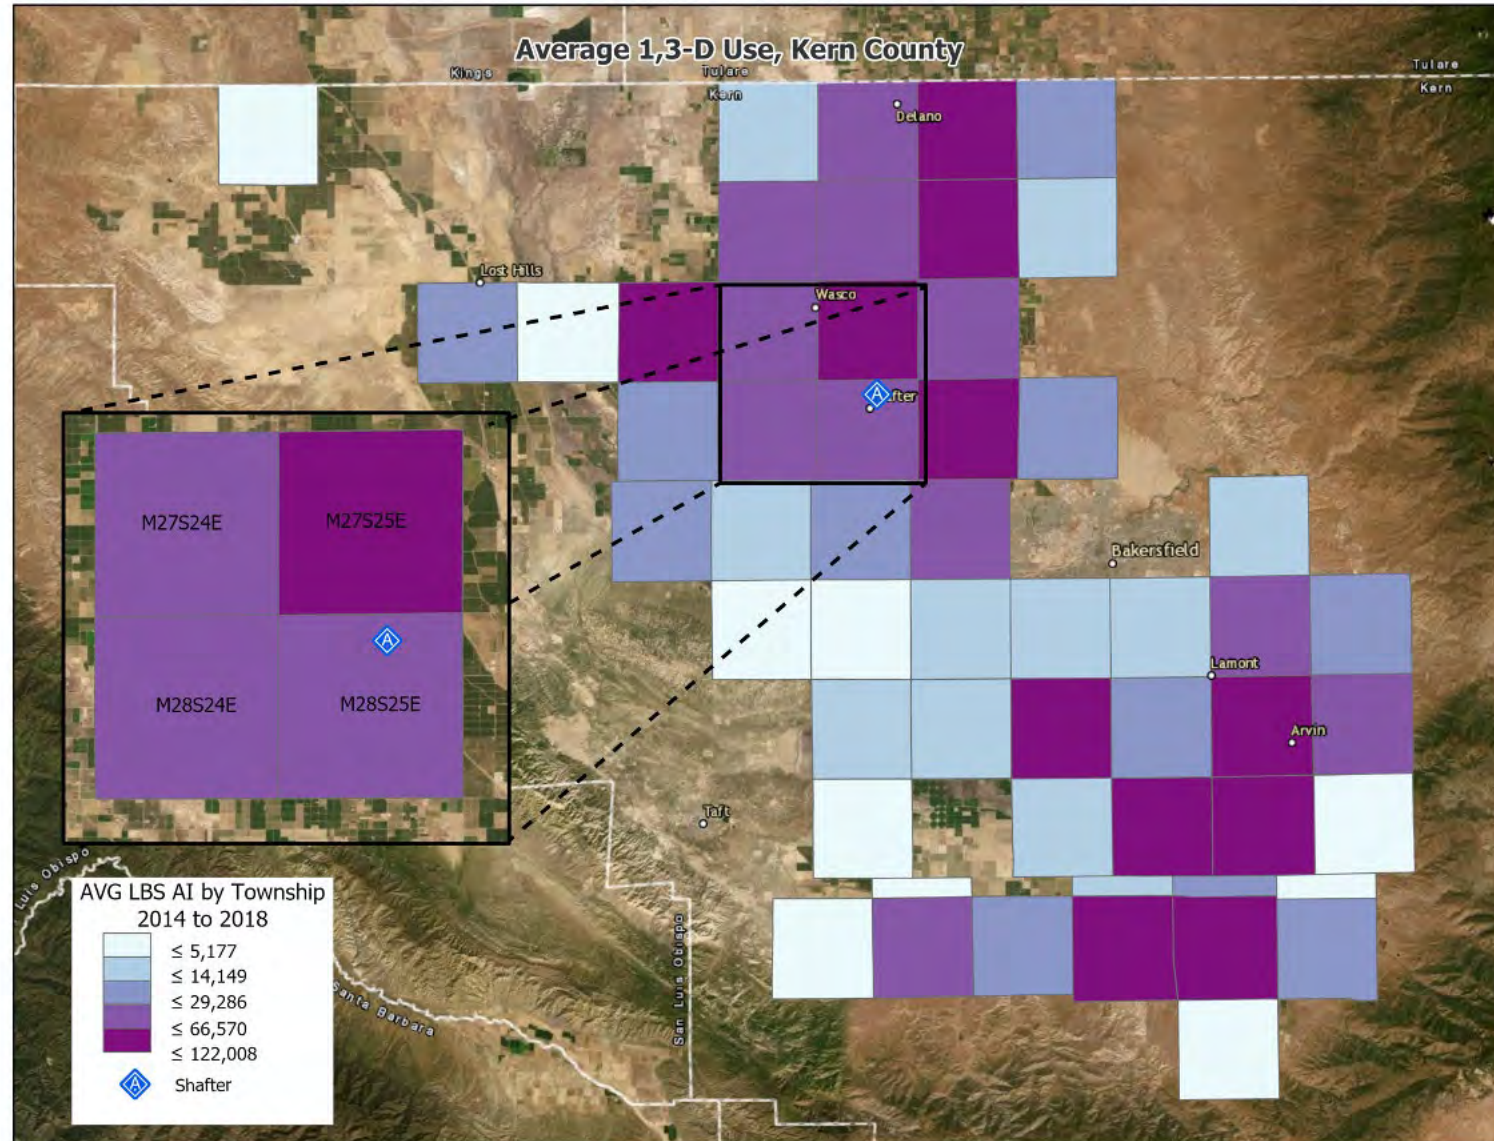 Average 1,3-D Use, Kern County
Kings
Tulare
Kern
Tulare
Kern
Delano
Lost Hills
Wasco
A
fter
M27S24E
M27S25E
A
M28S24E
M28S25E
Bakersfield
Lamont
Arvin
Taft
Luis Obispo
San Luis Obispo
Santa Barbara
AVG LBS AI by Township
2014 to 2018
≤ 5,177
≤ 14,149
≤ 29,286
≤ 66,570
≤ 122,008
A
Shafter